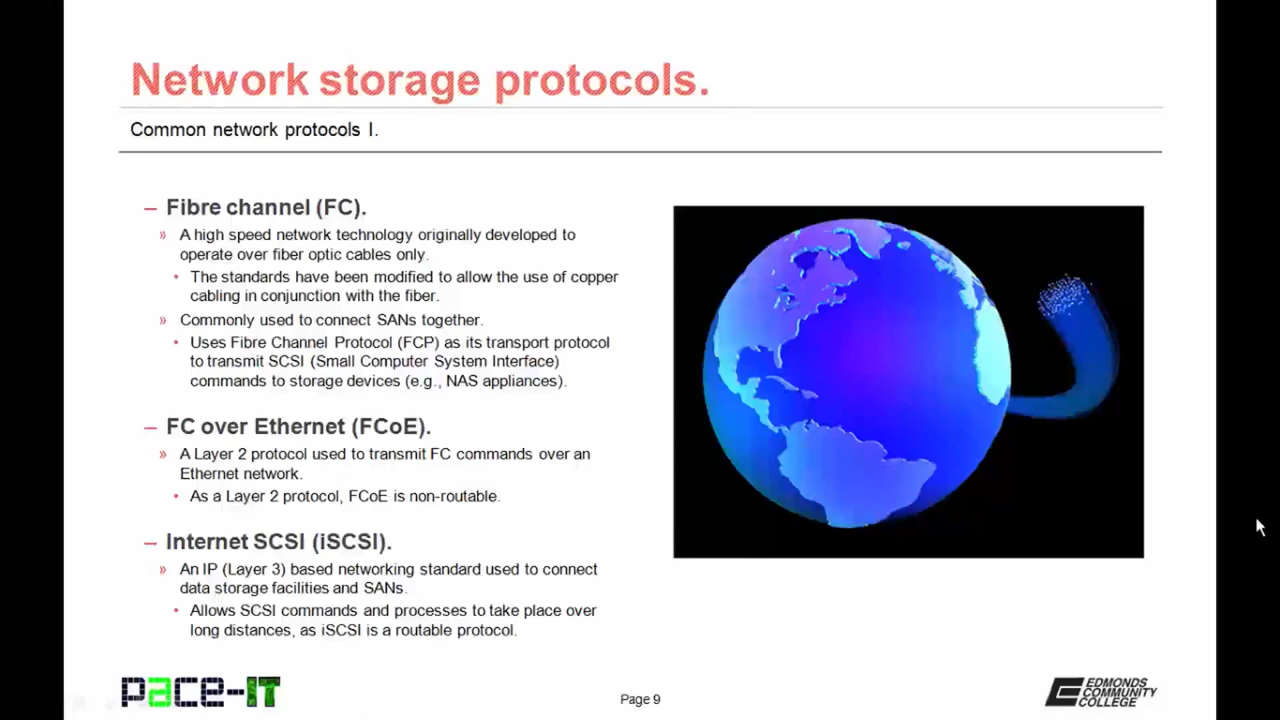 Network storage protocols.
Common network protocols I.
– Fibre channel (FC).
» A high speed network technology originally developed to
operate over fiber optic cables only.
• The standards have been modified to allow the use of copper
cabling in conjunction with the fiber.
» Commonly used to connect SANs together.
• Uses Fibre Channel Protocol (FCP) as its transport protocol
to transmit SCSI (Small Computer System Interface)
commands to storage devices (e.g., NAS appliances).
– FC over Ethernet (FCoE).
» A Layer 2 protocol used to transmit FC commands over an
Ethernet network.
• As a Layer 2 protocol, FCoE is non-routable.
– Internet SCSI (iSCSI).
» An IP (Layer 3) based networking standard used to connect
data storage facilities and SANs.
• Allows SCSI commands and processes to take place over
long distances, as iSCSI is a routable protocol.
pace-IT
Page 9
EDMONDS
COMMUNITY
COLLEGE